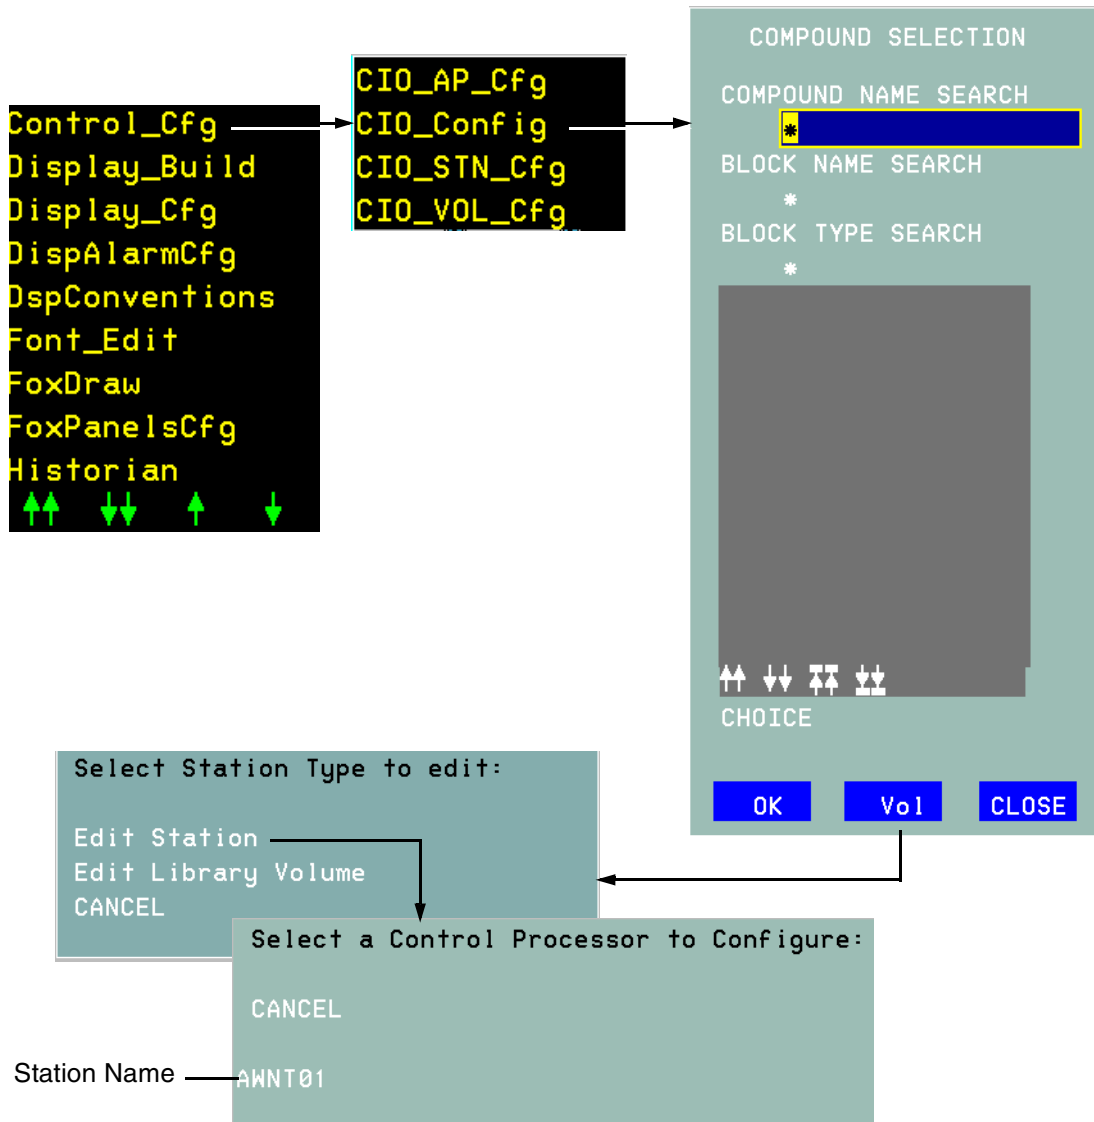 Control_Cfg
Display_Build
Display_Cfg
DispAlarmCfg
DspConventions
Font_Edit
FoxDraw
FoxPanelsCfg
Historian
CIO_AP_Cfg
CIO_Config
CIO_STN_Cfg
CIO_VOL_Cfg
COMPOUND SELECTION
COMPOUND NAME SEARCH
*
BLOCK NAME SEARCH
*
BLOCK TYPE SEARCH
*
CHOICE
OK Vol CLOSE
Select Station Type to edit:
Edit Station
Edit Library Volume
CANCEL
Select a Control Processor to Configure:
CANCEL
Station Name
AWNT01